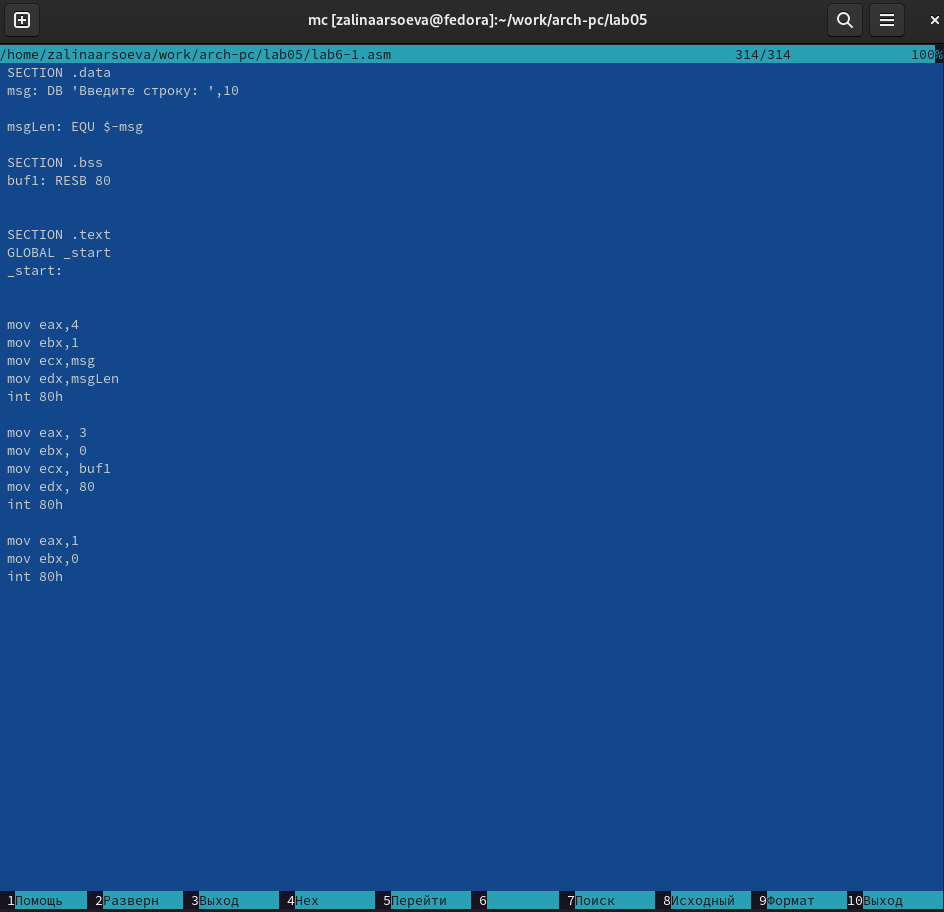 mc [zalinaarsoeva@fedora]:~/work/arch-pc/lab05
/home/zalinaarsoeva/work/arch-pc/lab05/lab6-1.asm 314/314 100%
SECTION .data
msg: DB 'Введите строку: ',10
msgLen: EQU $-msg
SECTION .bss
buf1: RESB 80
SECTION .text
GLOBAL _start
_start:
mov eax,4
mov ebx,1
mov ecx,msg
mov edx,msgLen
int 80h
mov eax, 3
mov ebx, 0
mov ecx, buf1
mov edx, 80
int 80h
mov eax,1
mov ebx,0
int 80h
1Помощь 2Разверн 3Выход 4Hex 5Перейти 6 7Поиск 8Исходный 9Формат 10Выход